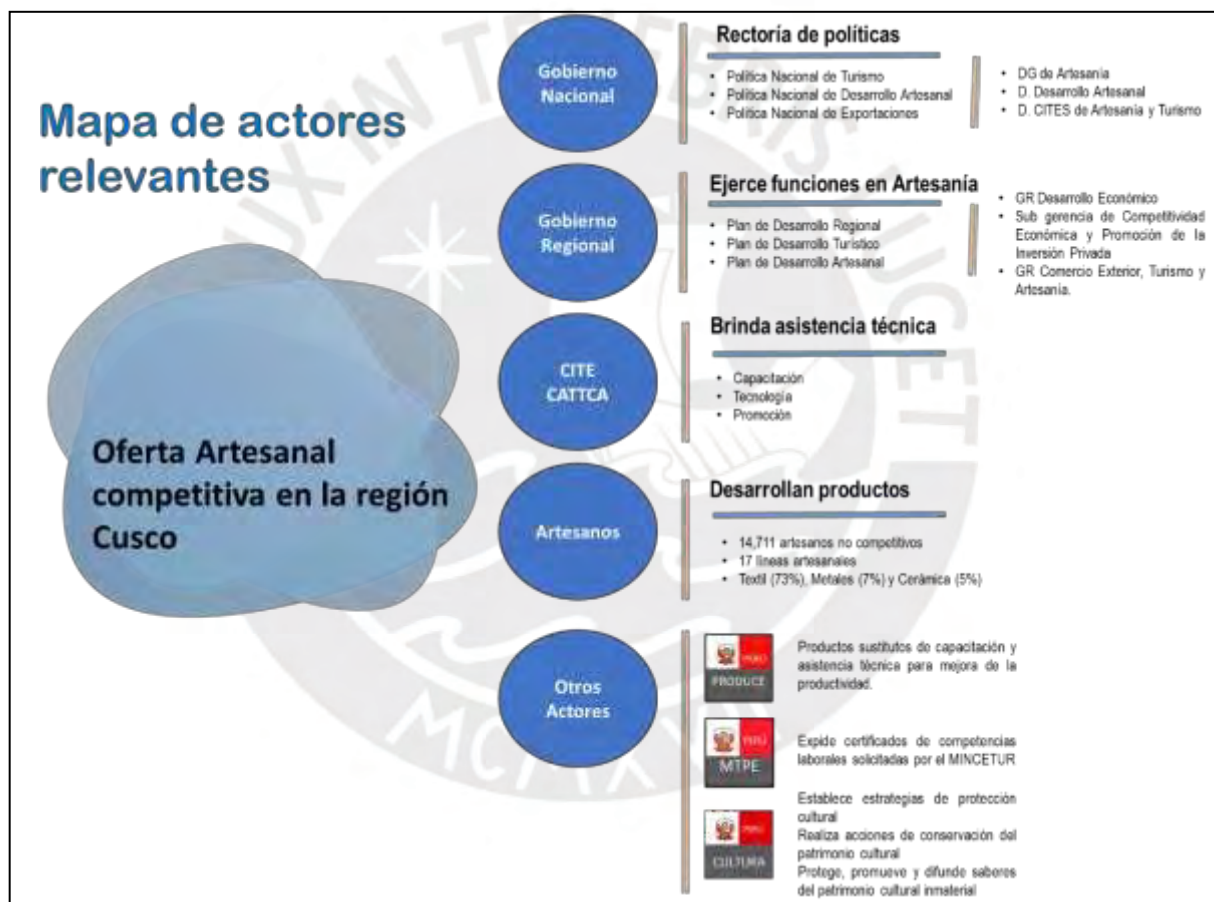 Mapa de actores
relevantes
Oferta Artesanal
competitiva en la región
Cusco
Gobierno
Nacional
Rectoría de políticas
• Política Nacional de Turismo
• Política Nacional de Desarrollo Artesanal
• Política Nacional de Exportaciones
• DG de Artesanía
• D. Desarrollo Artesanal
• D. CITES de Artesanía y Turismo
Gobierno
Regional
Ejerce funciones en Artesanía
• Plan de Desarrollo Regional
• Plan de Desarrollo Turístico
• Plan de Desarrollo Artesanal
• GR Desarrollo Económico
• Sub gerencia de Competitividad
Económica y Promoción de la
Inversión Privada
• GR Comercio Exterior, Turismo y
Artesanía.
CITE
CATTCA
Brinda asistencia técnica
• Capacitación
• Tecnología
• Promoción
Artesanos
Desarrollan productos
• 14,711 artesanos no competitivos
• 17 líneas artesanales
• Textil (73%), Metales (7%) y Cerámica (5%)
Otros
Actores
PERÚ
PRODUCE
Productos sustitutos de capacitación y
asistencia técnica para mejora de la
productividad.
PERÚ
MTPE
Expide certificados de competencias
laborales solicitadas por el MINCETUR
PERÚ
CULTURA
Establece estrategias de protección
cultural
Realiza acciones de conservación del
patrimonio cultural
Protege, promueve y difunde saberes
del patrimonio cultural inmaterial